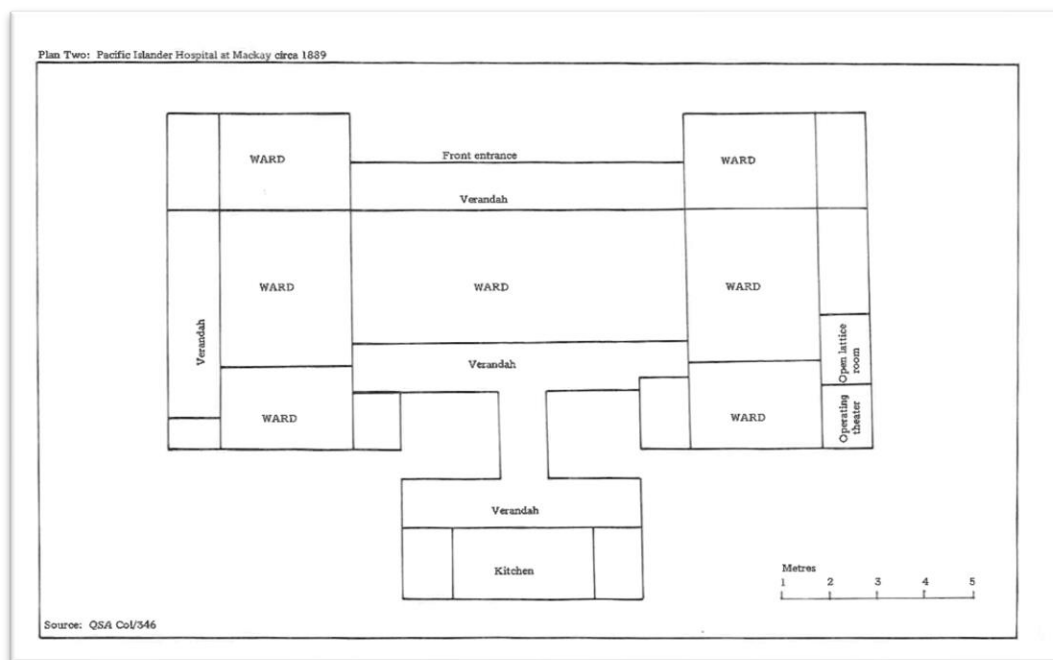 Plan Two: Pacific Islander Hospital at Mackay circa 1889
WARD
Front entrance
WARD
Verandah
WARD
WARD
WARD
Verandah
Verandah
Open lattice
room
WARD
WARD
Operating
theater
Verandah
Kitchen
Metres
1 2 3 4 5
Source: QSA Col/346